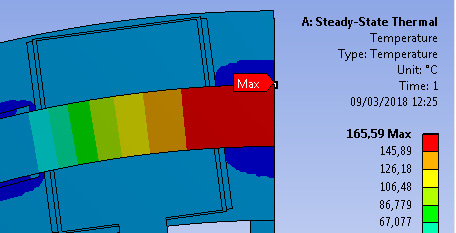 A: Steady-State Thermal
Temperature
Type: Temperature
Unit: °C
Time: 1
09/03/2018 12:25
Max
165,59 Max
145,89
126,18
106,48
86,779
67,077